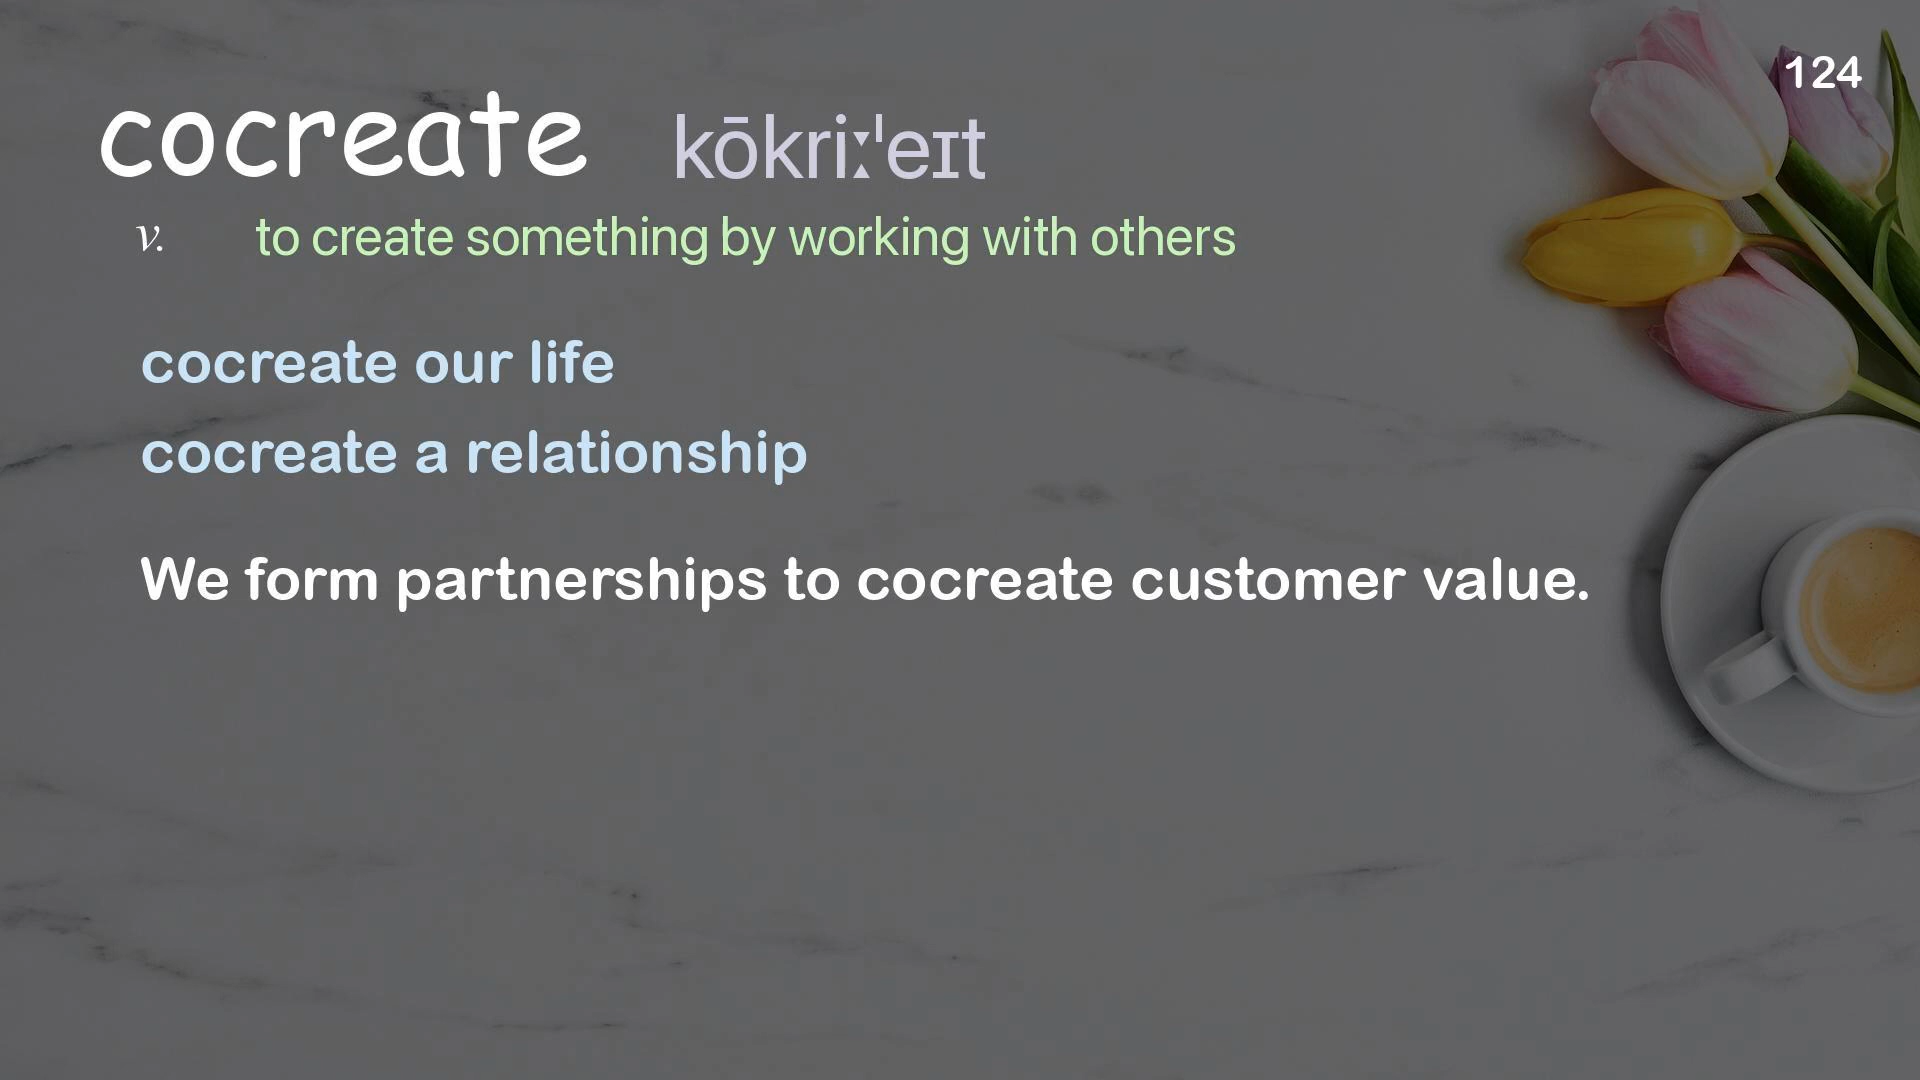 124
cocreate kōkriːˈeɪt
v. to create something by working with others
cocreate our life
cocreate a relationship
We form partnerships to cocreate customer value.